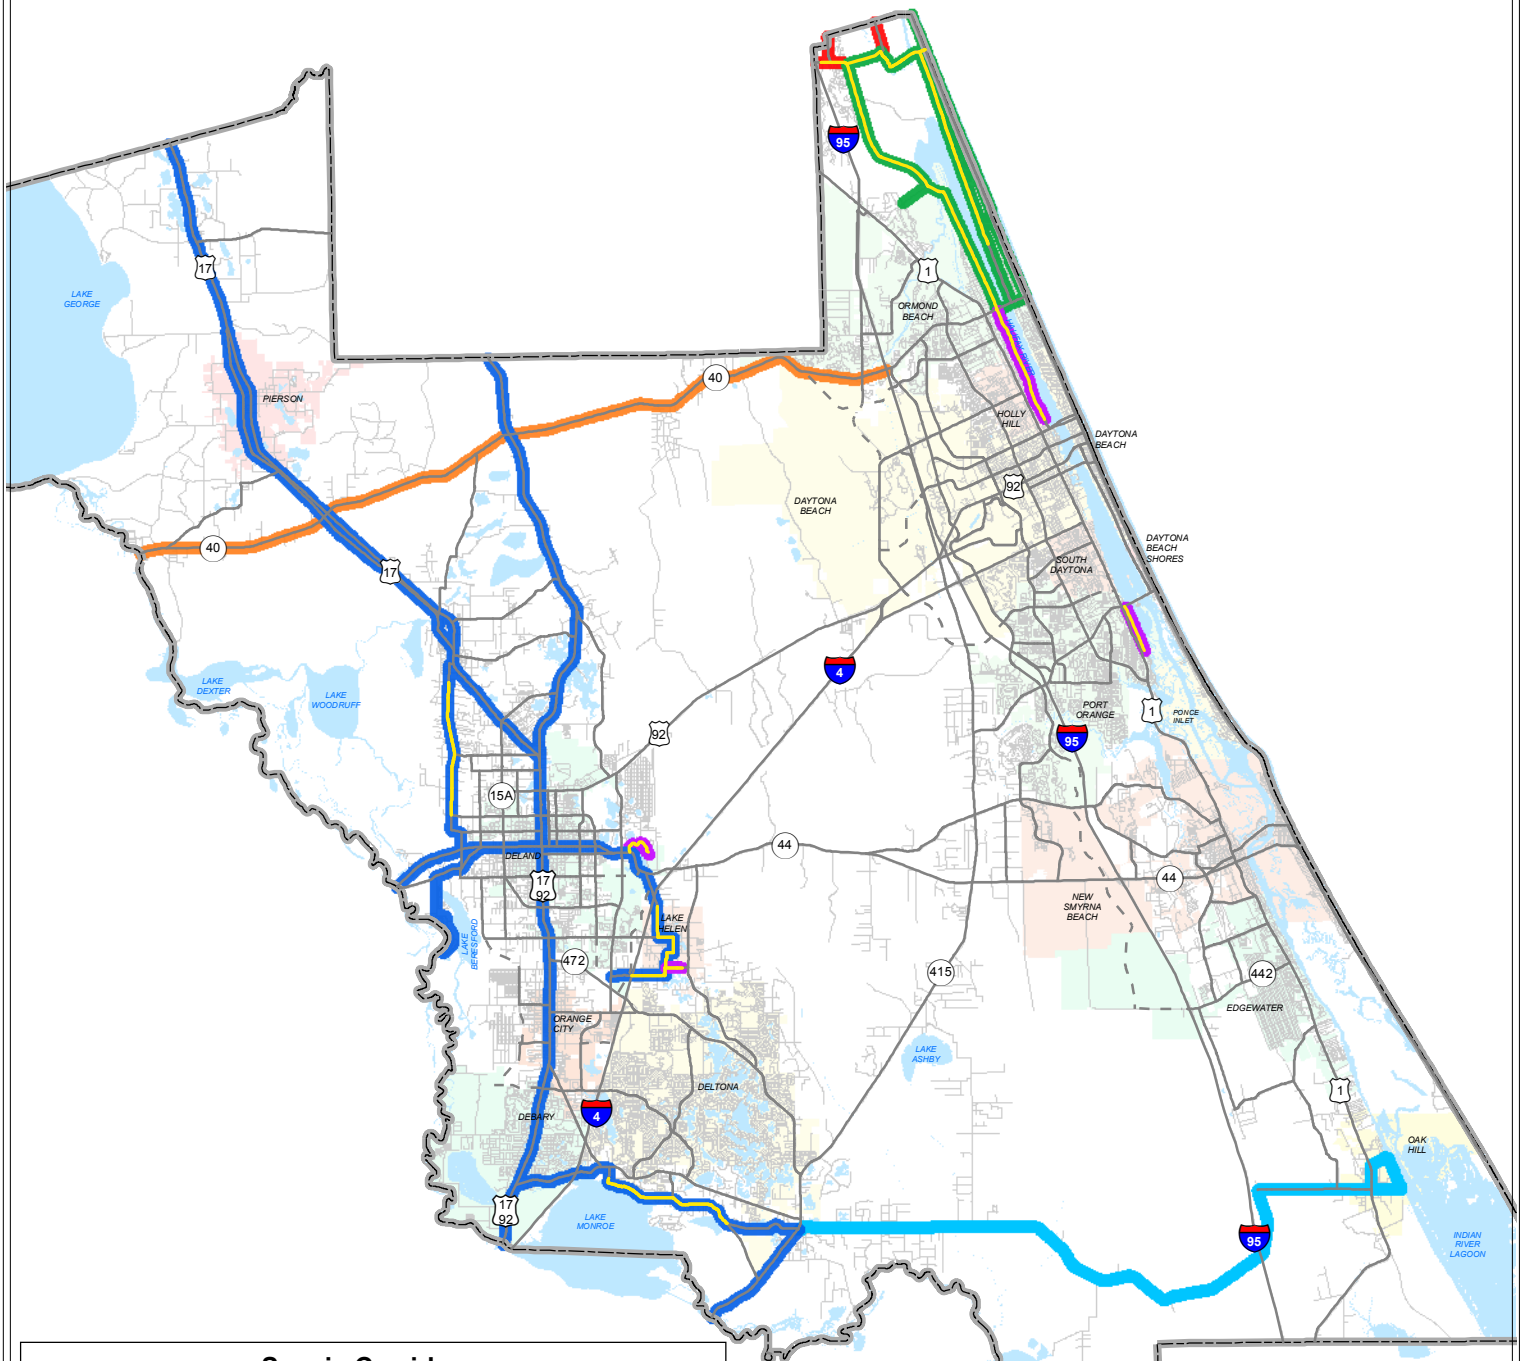 95
17
LAKE
GEORGE
1
ORMOND
BEACH
40
PIERSON
HOLLY
HILL
DAYTONA
BEACH
92
DAYTONA
BEACH
40
DAYTONA
BEACH
SHORES
17
SOUTH
DAYTONA
4
LAKE
DEXTER
LAKE
WOODRUFF
PORT
ORANGE
1
PONCE
INLET
92
95
15A
44
DELAND
17
92
44
NEW
SMYRNA
BEACH
LAKE
HELEN
LAKE
BERESFORD
472
415
442
EDGEWATER
ORANGE
CITY
LAKE
ASHBY
DELTONA
1
4
DEBARY
OAK
HILL
17
92
LAKE
MONROE
95
INDIAN
RIVER
LAGOON